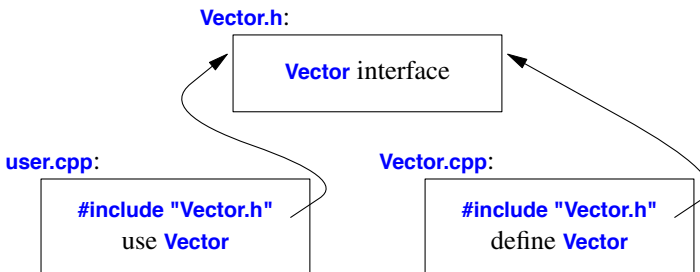 Vector.h:
Vector interface
user.cpp:
Vector.cpp:
#include "Vector.h"
use Vector
#include "Vector.h"
define Vector